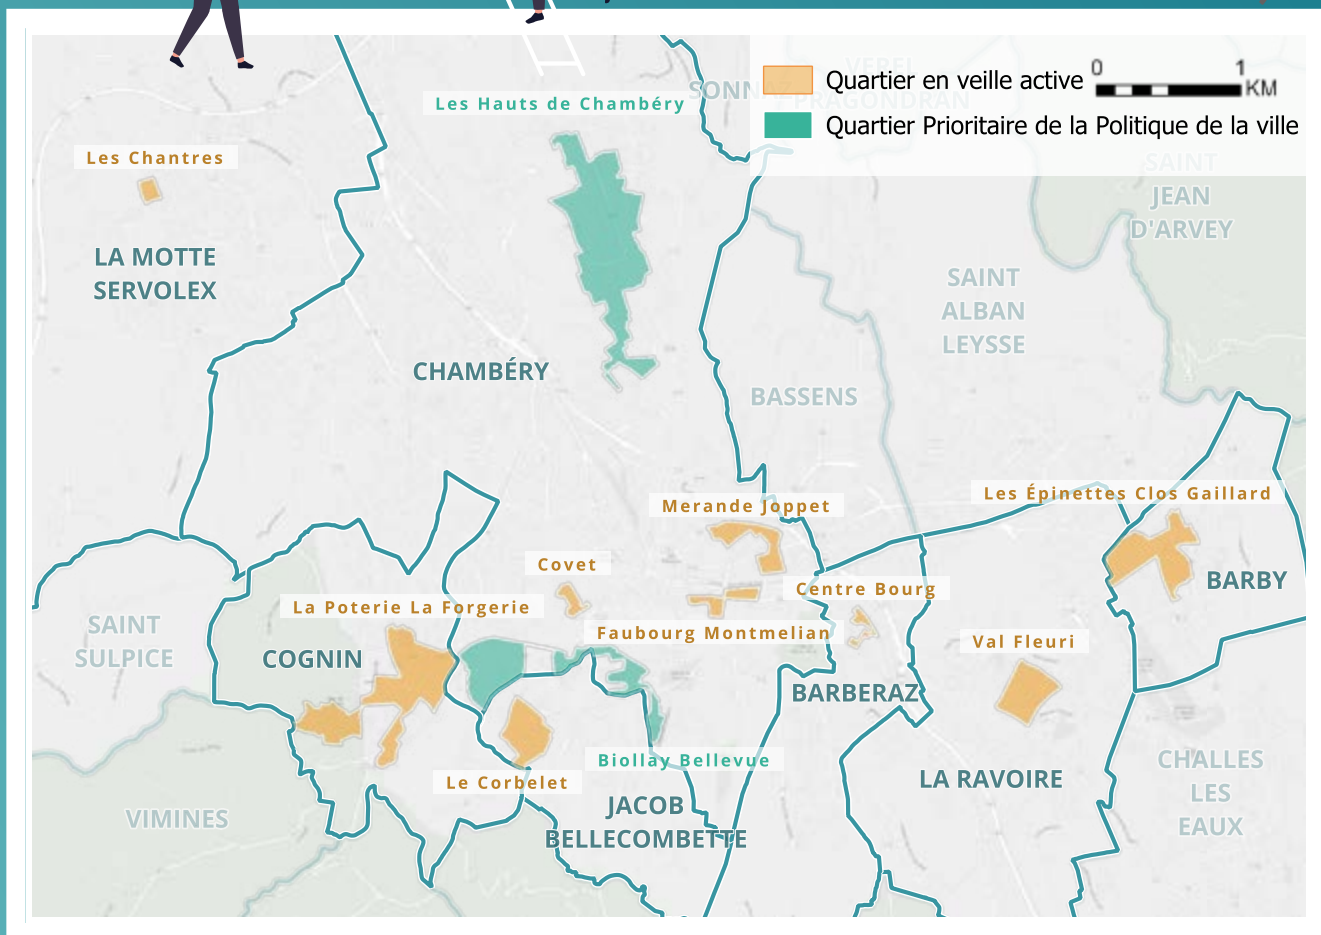 Quartier en veille active
0 1
KM
Quartier Prioritaire de la Politique de la ville
VEREL
PRAGONDRAN
Les Hauts de Chambéry
Les Chantres
SAINT
JEAN
D'ARVEY
LA MOTTE
SERVOLEX
SAINT
ALBAN
LEYSSE
CHAMBÉRY
BASSENS
Les Épinettes Clos Gaillard
Merande Joppet
Covet
BARBY
Centre Bourg
La Poterie La Forgerie
SAINT
SULPICE
Faubourg Montmelian
Val Fleuri
COGNIN
BARBERAZ
Biollay Bellevue
CHALLES
LES
EAUX
Le Corbelet
LA RAVOIRE
JACOB
BELLECOMBETTE
VIMINES